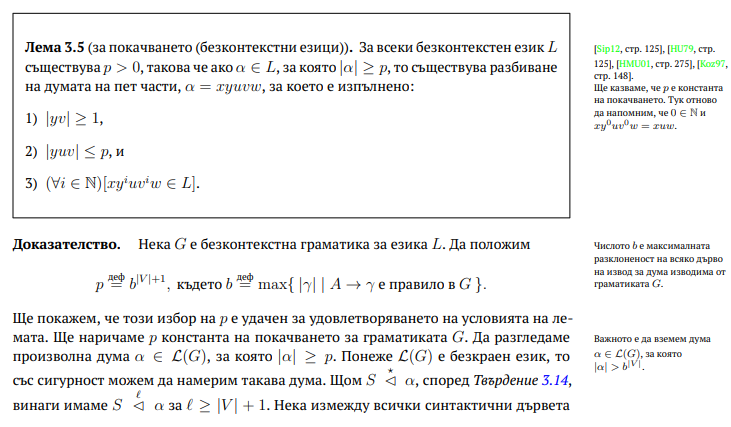 Лема 3.5 (за покачването (безконтекстни езици)). За всеки безконтекстен език L
съществува p > 0, такова че ако α ∈ L, за която |α| ≥ p, то съществува разбиване
на думата на пет части, α = xyuvw, за което е изпълнено:
1) |yv| ≥ 1,
2) |yuv| ≤ p, и
3) (∀i ∈ ℕ)[xyⁱuvⁱw ∈ L].
[Sip12, стр. 125], [HU79, стр.
125], [HMU01, стр. 275], [Koz97,
стр. 148].
Ще казваме, че p е константа
на покачването. Тук отново
да напомним, че 0 ∈ ℕ и
xy⁰uv⁰w = xuw.
Доказателство. Нека G е безконтекстна граматика за езика L. Да положим
p деф= b^{|V|+1}, където b деф= max{ |γ| | A → γ е правило в G }.
Числото b е максималната
разклоненост на всяко дърво
на извод за дума изводима от
граматиката G.
Ще покажем, че този избор на p е удачен за удовлетворяването на условията на ле-
мата. Ще наричаме p константа на покачването за граматиката G. Да разгледаме
произволна дума α ∈ ℒ(G), за която |α| ≥ p. Понеже ℒ(G) е безкраен език, то
със сигурност можем да намерим такава дума. Щом S ⋆◁ α, според Твърдение 3.14,
винаги имаме S ℓ◁ α за ℓ ≥ |V| + 1. Нека измежду всички синтактични дървета
Важното е да вземем дума
α ∈ ℒ(G), за която
|α| > b^{|V|}.